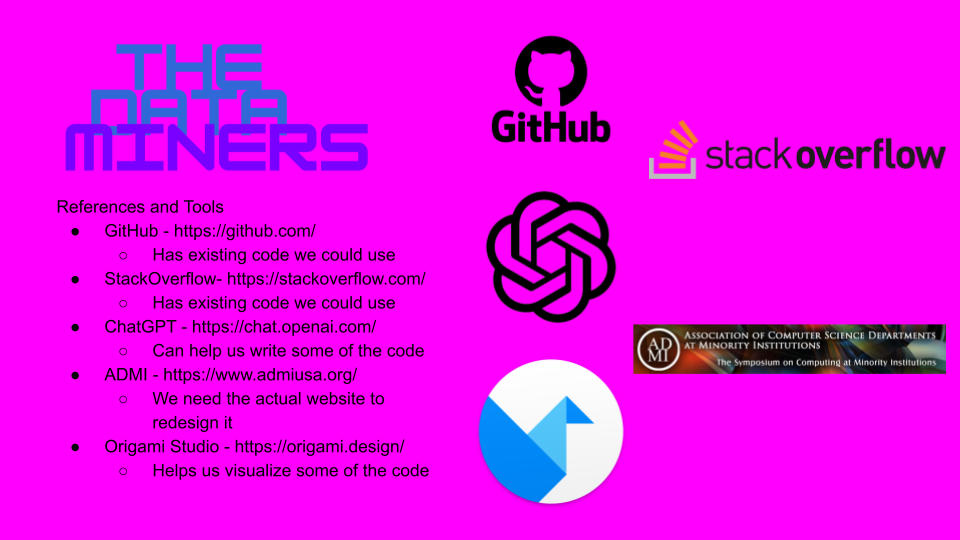 THE
DATA
MINERS
References and Tools
● GitHub - https://github.com/
○ Has existing code we could use
● StackOverflow- https://stackoverflow.com/
○ Has existing code we could use
● ChatGPT - https://chat.openai.com/
○ Can help us write some of the code
● ADMI - https://www.admiusa.org/
○ We need the actual website to
redesign it
● Origami Studio - https://origami.design/
○ Helps us visualize some of the code
GitHub
stackoverflow
AD
MI
ASSOCIATION OF COMPUTER SCIENCE DEPARTMENTS
AT MINORITY INSTITUTIONS
The Symposium on Computing at Minority Institutions